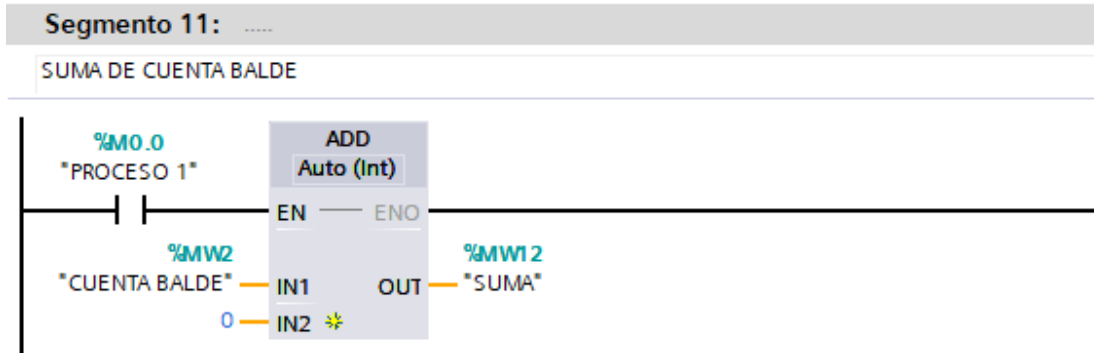 Segmento 11: .....
SUMA DE CUENTA BALDE
%M0.0
"PROCESO 1"
ADD
Auto (Int)
EN
ENO
%MW2
"CUENTA BALDE"
IN1
OUT
%MW12
"SUMA"
0
IN2